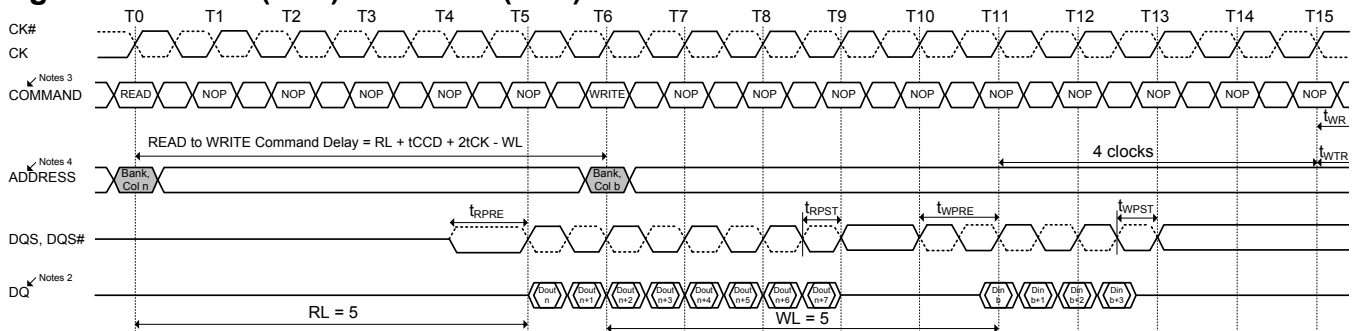 T0 T1 T2 T3 T4 T5 T6 T7 T8 T9 T10 T11 T12 T13 T14 T15
CK#
CK
Notes 3
COMMAND READ NOP NOP NOP NOP NOP WRITE NOP NOP NOP NOP NOP NOP NOP NOP NOP
tWR
READ to WRITE Command Delay = RL + tCCD + 2tCK - WL
4 clocks
tWTR
Notes 4
ADDRESS
Bank, Col n
Bank, Col b
tRPRE tRPST tWPRE tWPST
DQS, DQS#
Notes 2
DQ
Dout n
Dout n+1
Dout n+2
Dout n+3
Dout n+4
Dout n+5
Dout n+6
Dout n+7
Din b
Din b+1
Din b+2
Din b+3
RL = 5
WL = 5